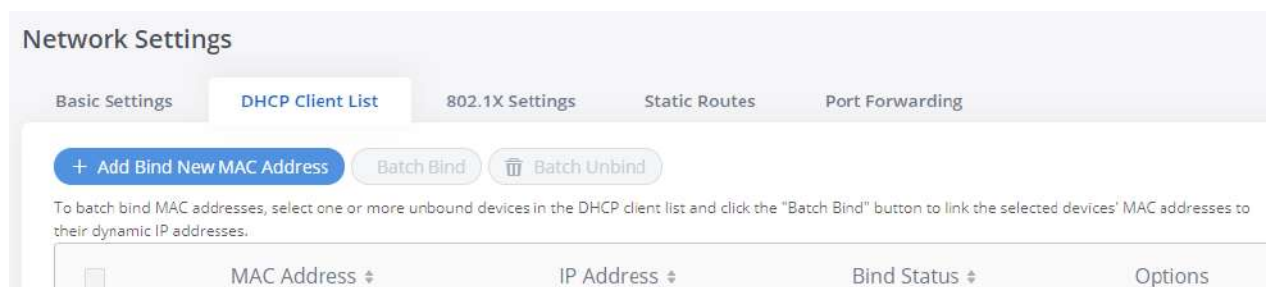 Network Settings
Basic Settings DHCP Client List 802.1X Settings Static Routes Port Forwarding
+ Add Bind New MAC Address Batch Bind Batch Unbind
To batch bind MAC addresses, select one or more unbound devices in the DHCP client list and click the "Batch Bind" button to link the selected devices' MAC addresses to
their dynamic IP addresses.
MAC Address IP Address Bind Status Options